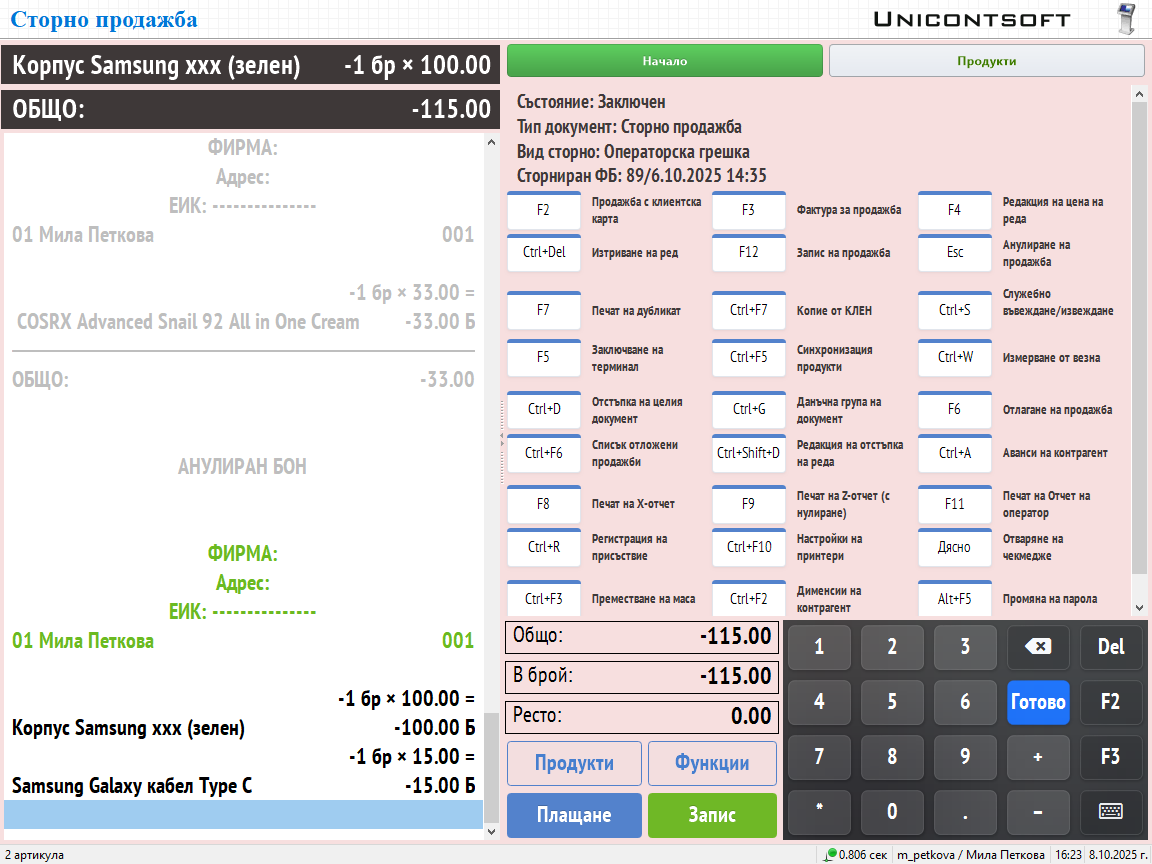 Сторно продажба
UNICONTSOFT
Корпус Samsung xxx (зелен) -1 бр × 100.00
ОБЩО: -115.00
ФИРМА:
Адрес:
ЕИК: ---------------
01 Мила Петкова 001
-1 бр × 33.00 =
COSRX Advanced Snail 92 All in One Cream -33.00 Б
ОБЩО: -33.00
АНУЛИРАН БОН
ФИРМА:
Адрес:
ЕИК: ---------------
01 Мила Петкова 001
-1 бр × 100.00 =
Корпус Samsung xxx (зелен) -100.00 Б
-1 бр × 15.00 =
Samsung Galaxy кабел Type C -15.00 Б
Начало Продукти
Състояние: Заключен
Тип документ: Сторно продажба
Вид сторно: Операторска грешка
Сторниран ФБ: 89/6.10.2025 14:35
F2 Продажба с клиентска карта F3 Фактура за продажба F4 Редакция на цена на реда
Ctrl+Del Изтриване на ред F12 Запис на продажба Esc Анулиране на продажба
F7 Печат на дубликат Ctrl+F7 Копие от КЛЕН Ctrl+S Служебно въвеждане/извеждане
F5 Заключване на терминал Ctrl+F5 Синхронизация продукти Ctrl+W Измерване от везна
Ctrl+D Отстъпка на целия документ Ctrl+G Данъчна група на документ F6 Отлагане на продажба
Ctrl+F6 Списък отложени продажби Ctrl+Shift+D Редакция на отстъпка на реда Ctrl+A Аванси на контрагент
F8 Печат на X-отчет F9 Печат на Z-отчет (с нулиране) F11 Печат на Отчет на оператор
Ctrl+R Регистрация на присъствие Ctrl+F10 Настройки на принтери Дясно Отваряне на чекмедже
Ctrl+F3 Преместване на маса Ctrl+F2 Дименсии на контрагент Alt+F5 Промяна на парола
Общо: -115.00
В брой: -115.00
Ресто: 0.00
Продукти Функции
Плащане Запис
1 2 3 Del
4 5 6 Готово F2
7 8 9 + F3
* 0 . –
2 артикула 0.806 сек m_petkova / Мила Петкова 16:23 8.10.2025 г.